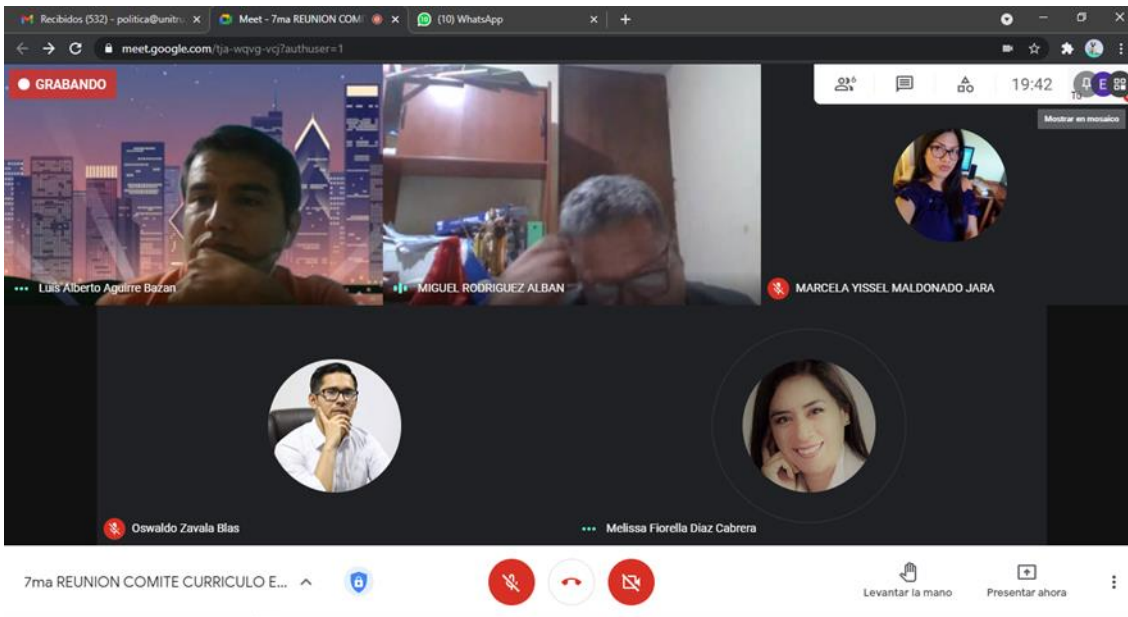 Recibidos (532) - politica@unitru
Meet - 7ma REUNION COMI
(10) WhatsApp
meet.google.com/tja-wqvg-vcj?authuser=1
GRABANDO
6
19:42
E
Mostrar en mosaico
Luis Alberto Aguirre Bazan
MIGUEL RODRIGUEZ ALBAN
MARCELA YISSEL MALDONADO JARA
Oswaldo Zavala Blas
Melissa Fiorella Diaz Cabrera
7ma REUNION COMITE CURRICULO E...
Levantar la mano
Presentar ahora